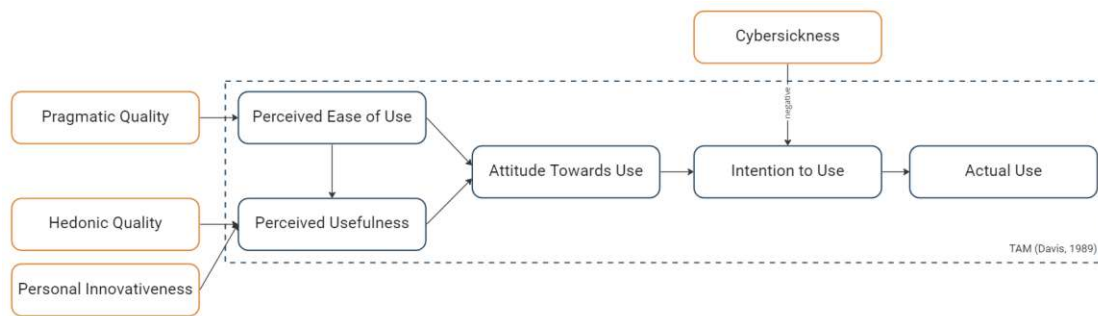 Cybersickness
negative
Pragmatic Quality
Perceived Ease of Use
Attitude Towards Use
Intention to Use
Actual Use
Hedonic Quality
Perceived Usefulness
TAM (Davis, 1989)
Personal Innovativeness